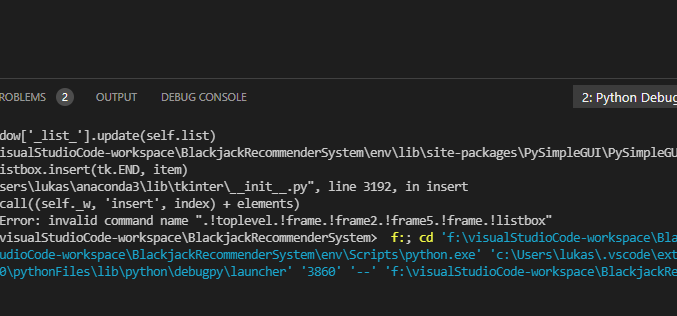 ROBLEMS 2 OUTPUT DEBUG CONSOLE 2: Python Debug
dow['_list_'].update(self.list)
isualStudioCode-workspace\BlackjackRecommenderSystem\env\lib\site-packages\PySimpleGUI\PySimpleGU
istbox.insert(tk.END, item)
sers\lukas\anaconda3\lib\tkinter\__init__.py", line 3192, in insert
call((self._w, 'insert', index) + elements)
Error: invalid command name ".!toplevel.!frame.!frame2.!frame5.!frame.!listbox"
visualStudioCode-workspace\BlackjackRecommenderSystem> f:; cd 'f:\visualStudioCode-workspace\Bla
udioCode-workspace\BlackjackRecommenderSystem\env\Scripts\python.exe' 'c:\Users\lukas\.vscode\ext
0\pythonFiles\lib\python\debugpy\launcher' '3860' '--' 'f:\visualStudioCode-workspace\BlackjackRe